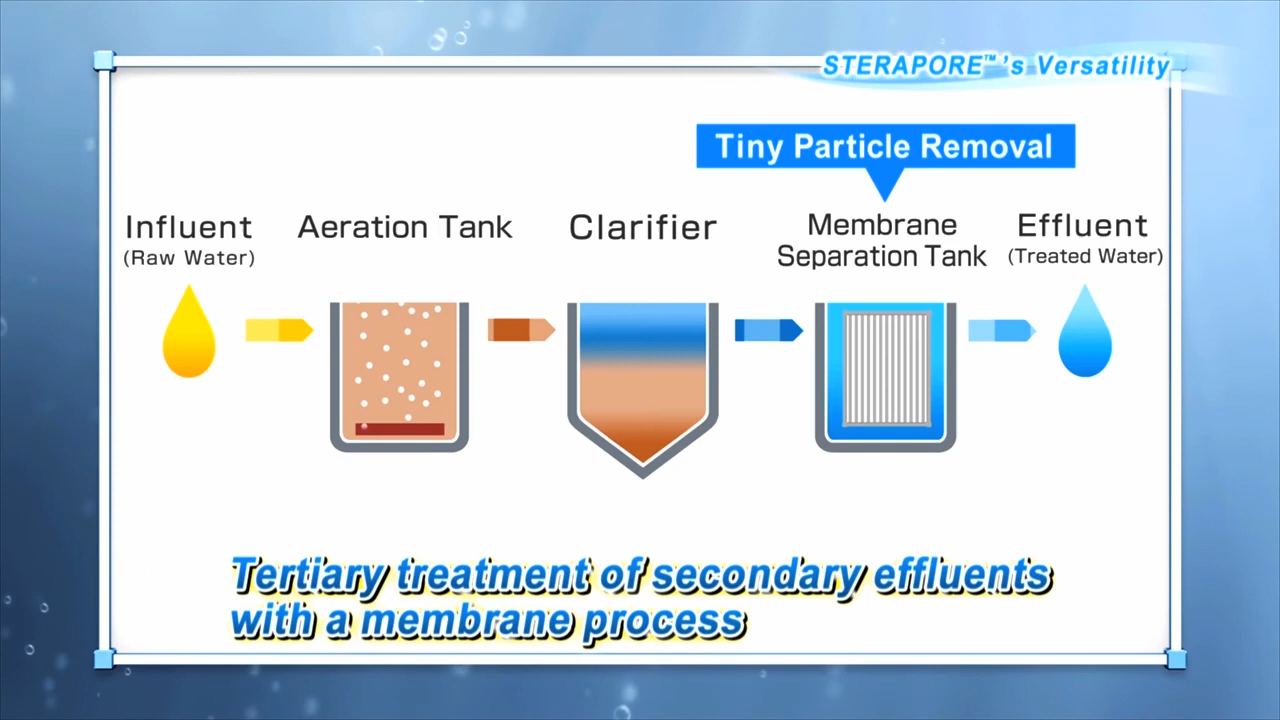 STERAPORE™'s Versatility
Tiny Particle Removal
Influent
(Raw Water)
Aeration Tank
Clarifier
Membrane
Separation Tank
Effluent
(Treated Water)
Tertiary treatment of secondary effluents
with a membrane process